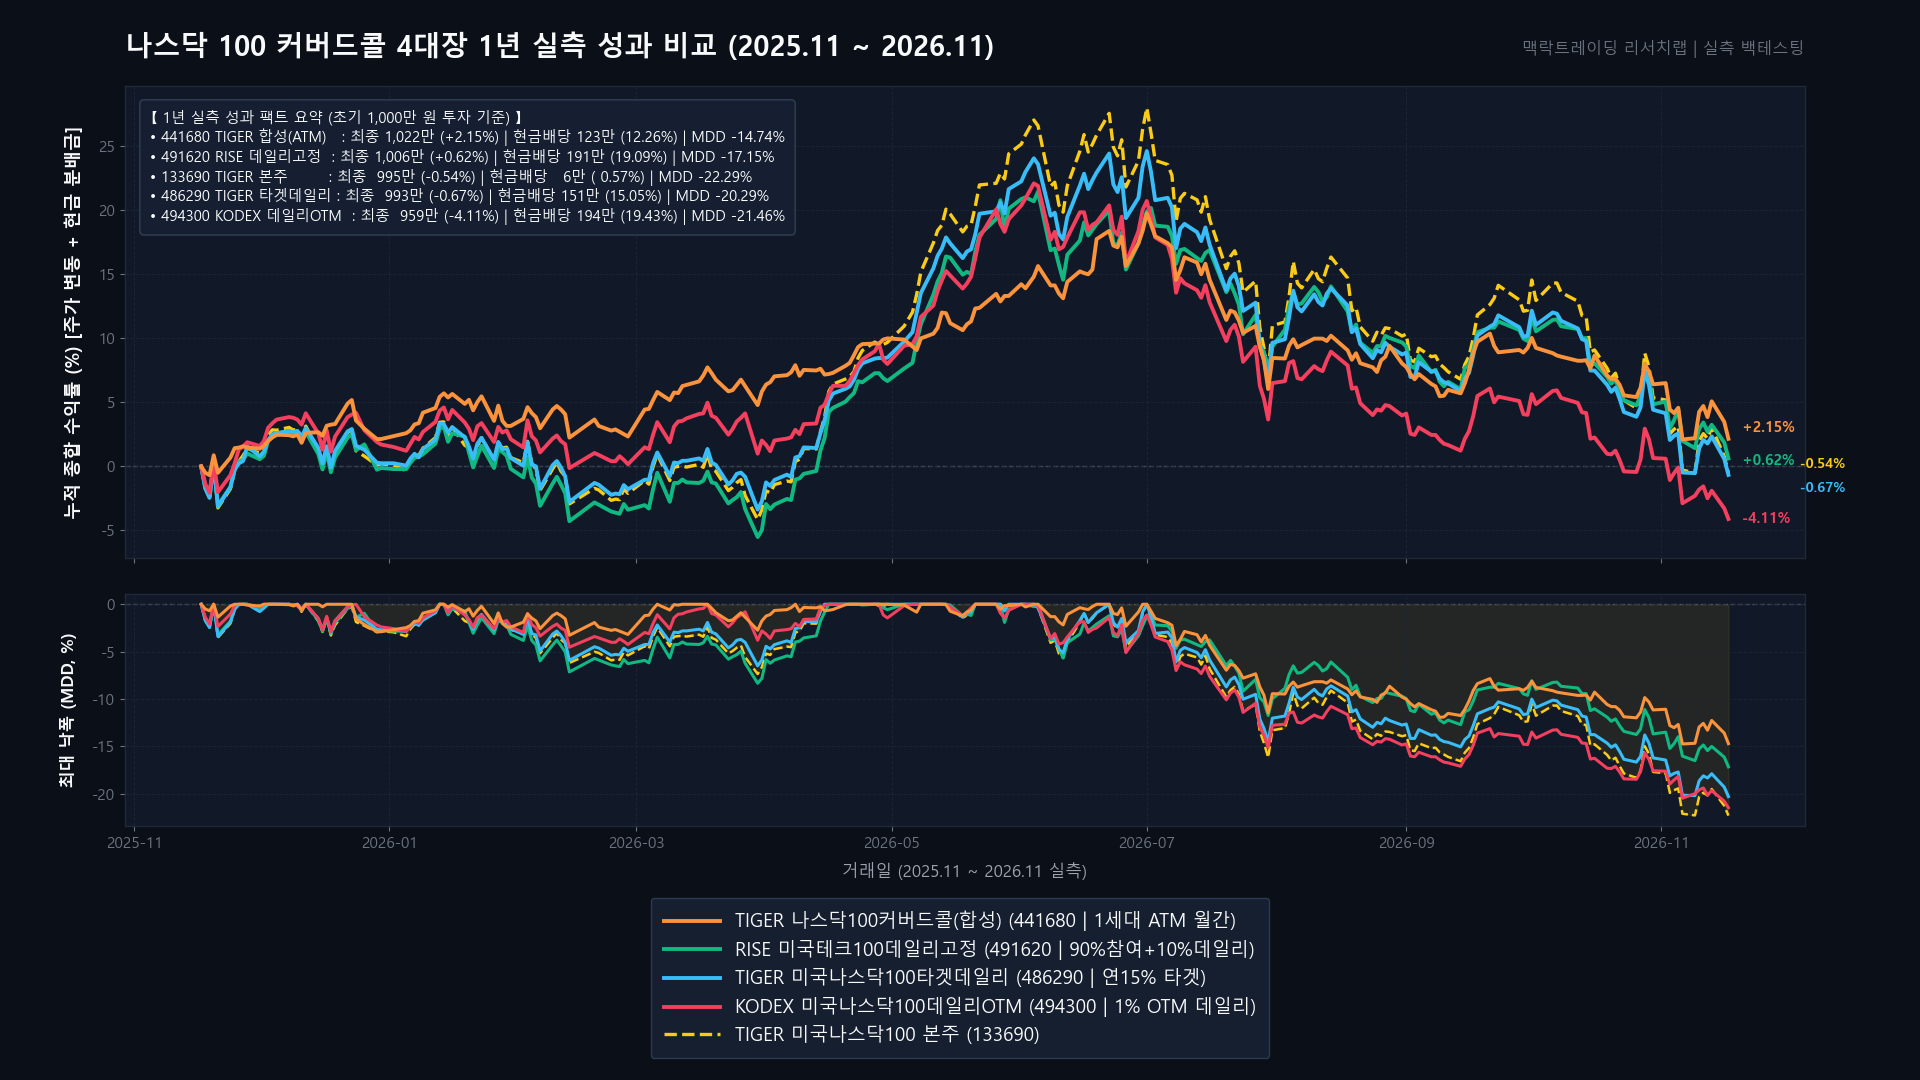 나스닥 100 커버드콜 4대장 1년 실측 성과 비교 (2025.11 ~ 2026.11)
맥락트레이딩 리서치랩 | 실측 백테스팅
누적 종합 수익률 (%) [주가 변동 + 현금 분배금]
【 1년 실측 성과 팩트 요약 (초기 1,000만 원 투자 기준) 】
• 441680 TIGER 합성(ATM) : 최종 1,022만 (+2.15%) | 현금배당 123만 (12.26%) | MDD -14.74%
• 491620 RISE 데일리고정 : 최종 1,006만 (+0.62%) | 현금배당 191만 (19.09%) | MDD -17.15%
• 133690 TIGER 본주 : 최종 995만 (-0.54%) | 현금배당 6만 ( 0.57%) | MDD -22.29%
• 486290 TIGER 타겟데일리 : 최종 993만 (-0.67%) | 현금배당 151만 (15.05%) | MDD -20.29%
• 494300 KODEX 데일리OTM : 최종 959만 (-4.11%) | 현금배당 194만 (19.43%) | MDD -21.46%
25
20
15
10
5
0
-5
+2.15%
+0.62%
-0.54%
-0.67%
-4.11%
최대 낙폭 (MDD, %)
0
-5
-10
-15
-20
2025-11
2026-01
2026-03
2026-05
2026-07
2026-09
2026-11
거래일 (2025.11 ~ 2026.11 실측)
TIGER 나스닥100커버드콜(합성) (441680 | 1세대 ATM 월간)
RISE 미국테크100데일리고정 (491620 | 90%참여+10%데일리)
TIGER 미국나스닥100타겟데일리 (486290 | 연15% 타겟)
KODEX 미국나스닥100데일리OTM (494300 | 1% OTM 데일리)
TIGER 미국나스닥100 본주 (133690)